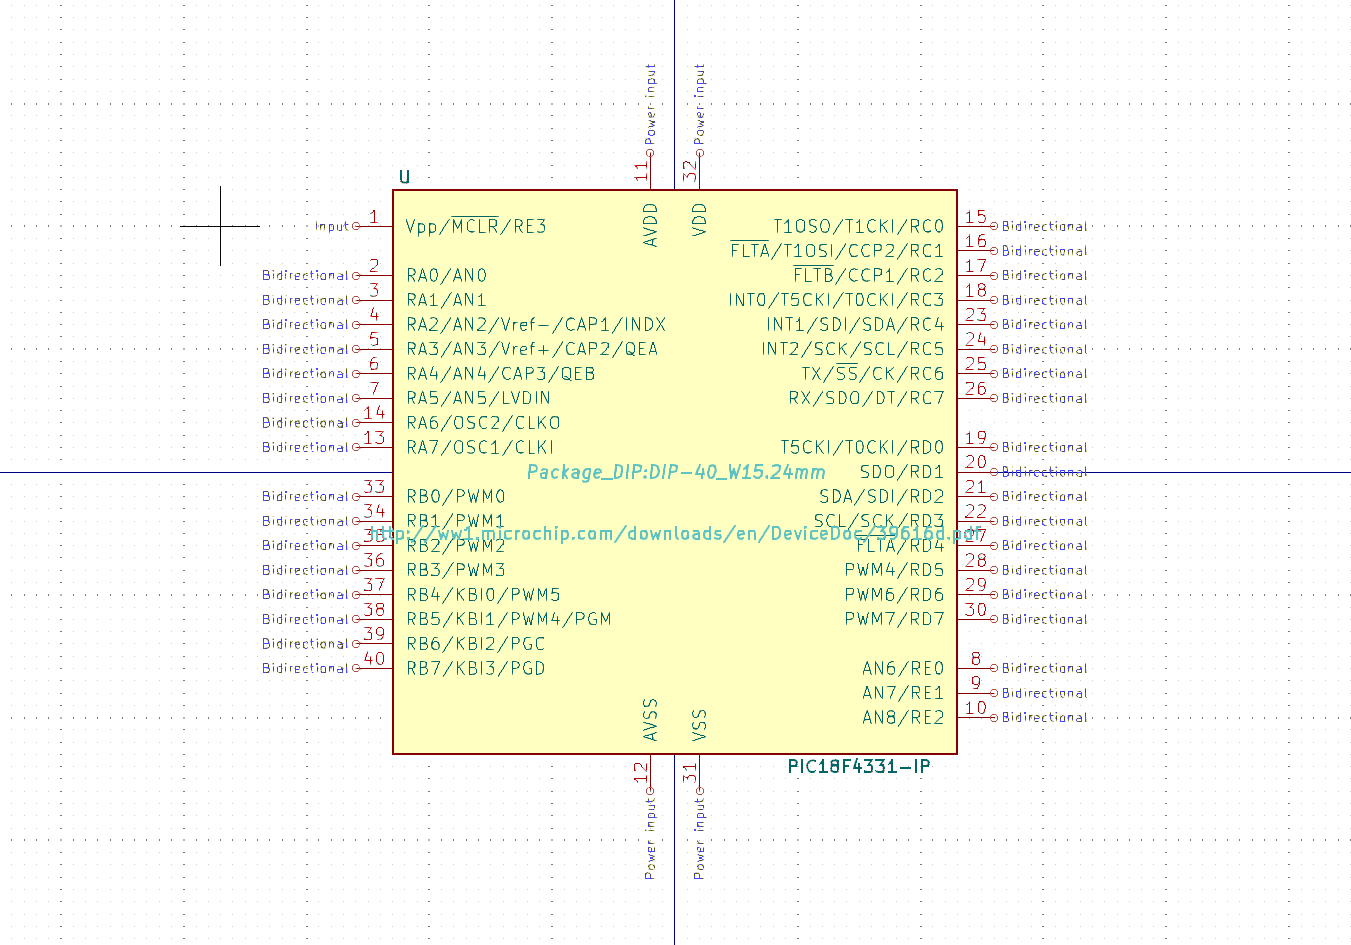 Power input
Power input
11
32
U
AVDD
VDD
Input 1 Vpp/MCLR/RE3
T1OSO/T1CKI/RC0 15 Bidirectional
FLTA/T1OSI/CCP2/RC1 16 Bidirectional
Bidirectional 2 RA0/AN0
FLTB/CCP1/RC2 17 Bidirectional
Bidirectional 3 RA1/AN1
INT0/T5CKI/T0CKI/RC3 18 Bidirectional
Bidirectional 4 RA2/AN2/Vref-/CAP1/INDX
INT1/SDI/SDA/RC4 23 Bidirectional
Bidirectional 5 RA3/AN3/Vref+/CAP2/QEA
INT2/SCK/SCL/RC5 24 Bidirectional
Bidirectional 6 RA4/AN4/CAP3/QEB
TX/SS/CK/RC6 25 Bidirectional
Bidirectional 7 RA5/AN5/LVDIN
RX/SDO/DT/RC7 26 Bidirectional
Bidirectional 14 RA6/OSC2/CLKO
Bidirectional 13 RA7/OSC1/CLKI
T5CKI/T0CKI/RD0 19 Bidirectional
Package_DIP:DIP-40_W15.24mm
SDO/RD1 20 Bidirectional
Bidirectional 33 RB0/PWM0
SDA/SDI/RD2 21 Bidirectional
Bidirectional 34 RB1/PWM1
SCL/SCK/RD3 22 Bidirectional
http://ww1.microchip.com/downloads/en/DeviceDoc/39616d.pdf
Bidirectional 35 RB2/PWM2
FLTA/RD4 27 Bidirectional
Bidirectional 36 RB3/PWM3
PWM4/RD5 28 Bidirectional
Bidirectional 37 RB4/KBI0/PWM5
PWM6/RD6 29 Bidirectional
Bidirectional 38 RB5/KBI1/PWM4/PGM
PWM7/RD7 30 Bidirectional
Bidirectional 39 RB6/KBI2/PGC
Bidirectional 40 RB7/KBI3/PGD
AN6/RE0 8 Bidirectional
AN7/RE1 9 Bidirectional
AN8/RE2 10 Bidirectional
AVSS
VSS
PIC18F4331-IP
12
31
Power input
Power input